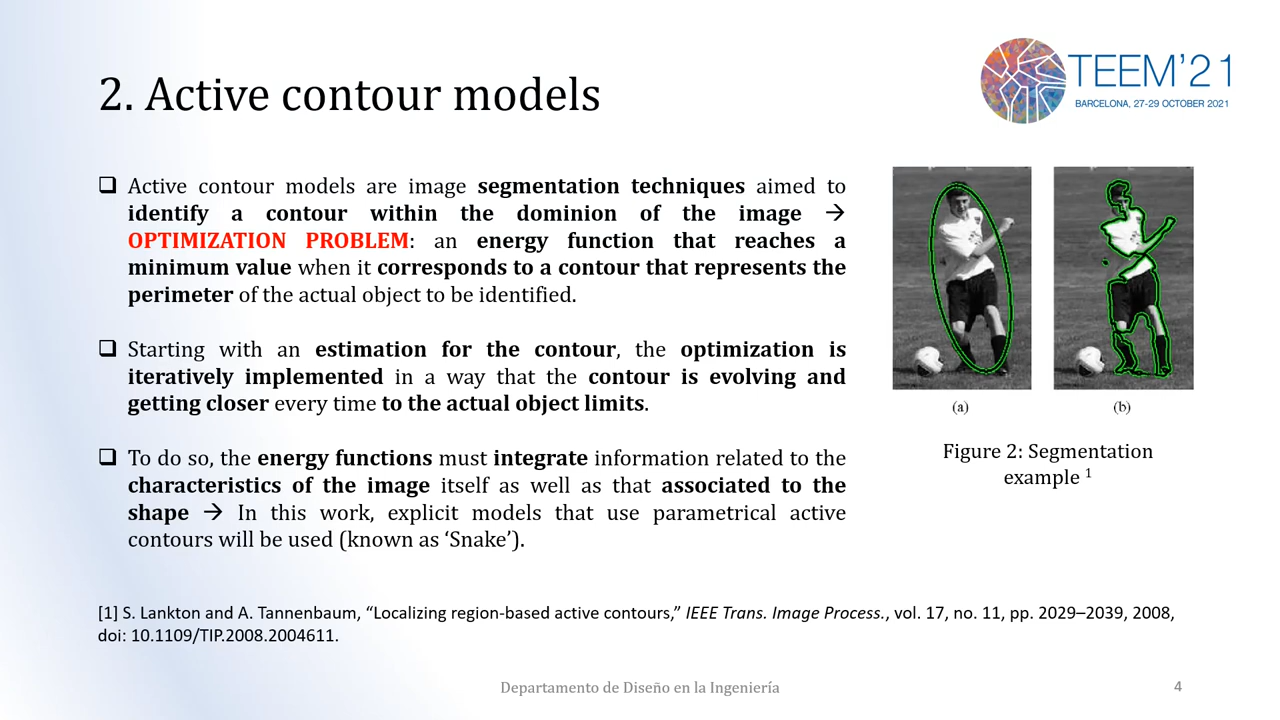 2. Active contour models
TEEM’21
BARCELONA, 27-29 OCTOBER 2021
❑ Active contour models are image segmentation techniques aimed to
identify a contour within the dominion of the image →
OPTIMIZATION PROBLEM: an energy function that reaches a
minimum value when it corresponds to a contour that represents the
perimeter of the actual object to be identified.
❑ Starting with an estimation for the contour, the optimization is
iteratively implemented in a way that the contour is evolving and
getting closer every time to the actual object limits.
❑ To do so, the energy functions must integrate information related to the
characteristics of the image itself as well as that associated to the
shape → In this work, explicit models that use parametrical active
contours will be used (known as ‘Snake’).
(a)
(b)
Figure 2: Segmentation
example 1
[1] S. Lankton and A. Tannenbaum, “Localizing region-based active contours,” IEEE Trans. Image Process., vol. 17, no. 11, pp. 2029–2039, 2008,
doi: 10.1109/TIP.2008.2004611.
Departamento de Diseño en la Ingeniería
4